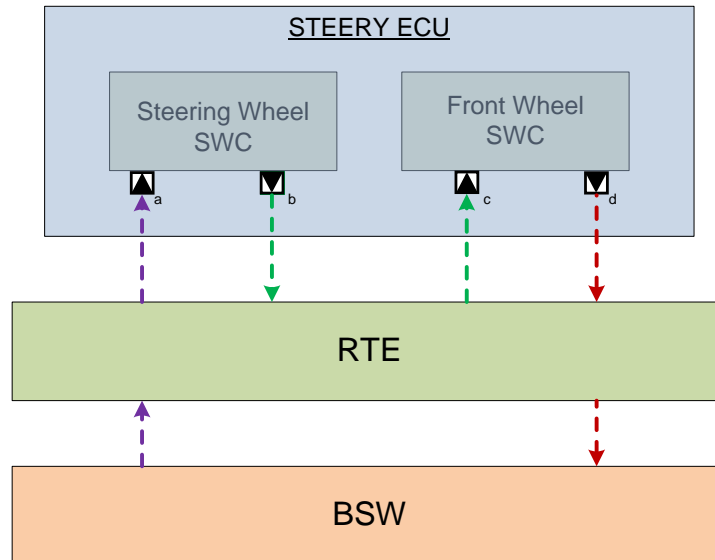 STEERY ECU
Steering Wheel
SWC
Front Wheel
SWC
a
b
c
d
RTE
BSW